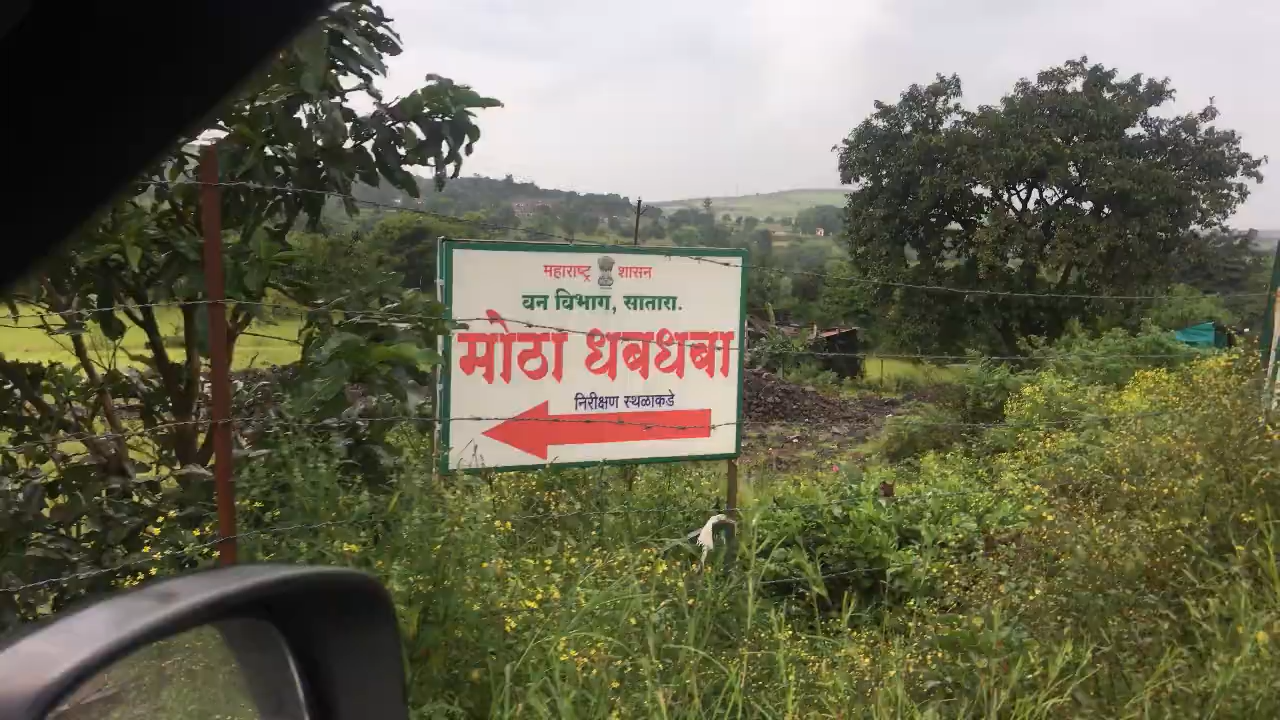 महाराष्ट्र शासन
वन विभाग, सातारा.
मोठा धबधबा
निरीक्षण स्थळाकडे